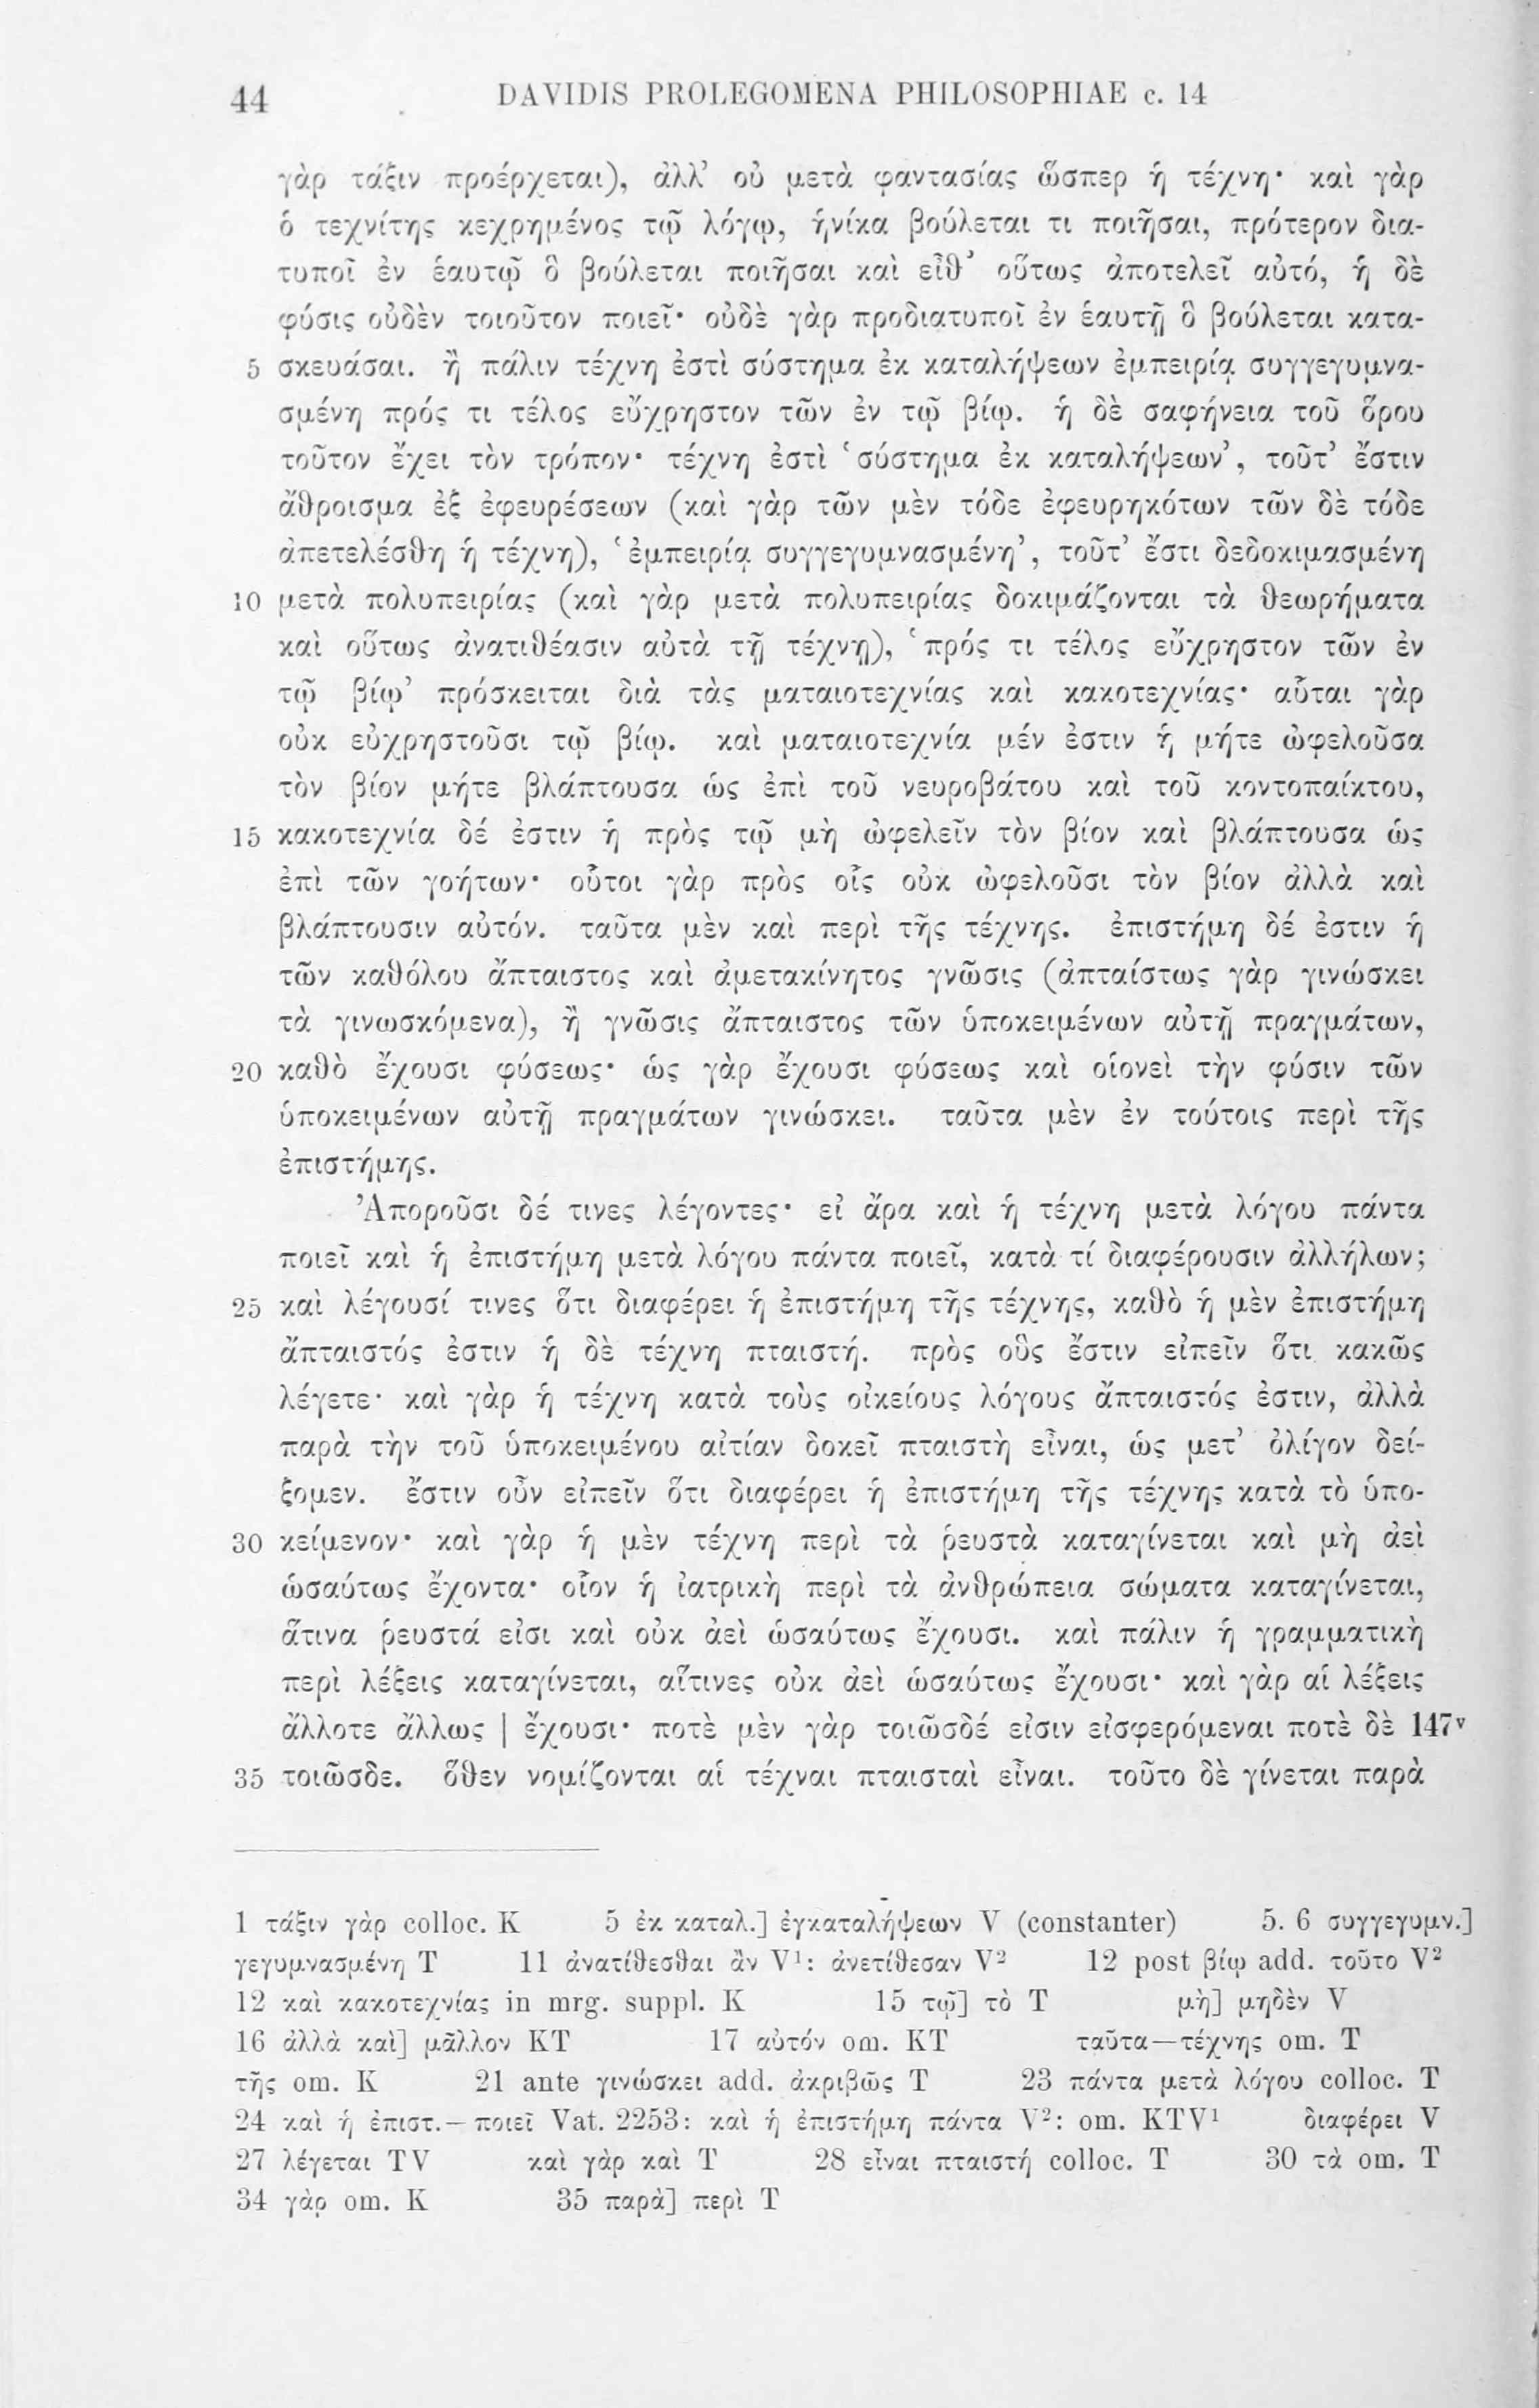 44 DAVIDIS PROLEGOMENA PHILOSOPHIAE c. 14
γὰρ τάξιν προέρχεται), ἀλλ’ οὐ μετὰ φαντασίας ὥσπερ ἡ τέχνη· καὶ γὰρ
ὁ τεχνίτης κεχρημένος τῷ λόγῳ, ἡνίκα βούλεται τι ποιῆσαι, πρότερον δια-
τυποῖ ἐν ἑαυτῷ ὃ βούλεται ποιῆσαι καὶ εἶθ’ οὕτως ἀποτελεῖ αὐτό, ἡ δὲ
φύσις οὐδὲν τοιοῦτον ποιεῖ· οὐδὲ γὰρ προδιατυποῖ ἐν ἑαυτῇ ὃ βούλεται κατα-
5 σκευάσαι. ἢ πάλιν τέχνη ἐστὶ σύστημα ἐκ καταλήψεων ἐμπειρίᾳ συγγεγυμνα-
σμένη πρός τι τέλος εὔχρηστον τῶν ἐν τῷ βίῳ. ἡ δὲ σαφήνεια τοῦ ὅρου
τοῦτον ἔχει τὸν τρόπον· τέχνη ἐστὶ ‘σύστημα ἐκ καταλήψεων’, τοῦτ’ ἔστιν
ἄθροισμα ἐξ ἐφευρέσεων (καὶ γὰρ τῶν μὲν τόδε ἐφευρηκότων τῶν δὲ τόδε
ἀπετελέσθη ἡ τέχνη), ‘ἐμπειρίᾳ συγγεγυμνασμένη’, τοῦτ’ ἔστι δεδοκιμασμένη
10 μετὰ πολυπειρίας (καὶ γὰρ μετὰ πολυπειρίας δοκιμάζονται τὰ θεωρήματα
καὶ οὕτως ἀνατιθέασιν αὐτὰ τῇ τέχνῃ), ‘πρός τι τέλος εὔχρηστον τῶν ἐν
τῷ βίῳ’ πρόσκειται διὰ τὰς ματαιοτεχνίας καὶ κακοτεχνίας· αὗται γὰρ
οὐκ εὐχρηστοῦσι τῷ βίῳ. καὶ ματαιοτεχνία μέν ἐστιν ἡ μήτε ὠφελοῦσα
τὸν βίον μήτε βλάπτουσα ὡς ἐπὶ τοῦ νευροβάτου καὶ τοῦ κοντοπαίκτου,
15 κακοτεχνία δέ ἐστιν ἡ πρὸς τῷ μὴ ὠφελεῖν τὸν βίον καὶ βλάπτουσα ὡς
ἐπὶ τῶν γοήτων· οὗτοι γὰρ πρὸς οἷς οὐκ ὠφελοῦσι τὸν βίον ἀλλὰ καὶ
βλάπτουσιν αὐτόν. ταῦτα μὲν καὶ περὶ τῆς τέχνης. ἐπιστήμη δέ ἐστιν ἡ
τῶν καθόλου ἄπταιστος καὶ ἀμετακίνητος γνῶσις (ἀπταίστως γὰρ γινώσκει
τὰ γινωσκόμενα), ἢ γνῶσις ἄπταιστος τῶν ὑποκειμένων αὐτῇ πραγμάτων,
20 καθὸ ἔχουσι φύσεως· ὡς γὰρ ἔχουσι φύσεως καὶ οἱονεὶ τὴν φύσιν τῶν
ὑποκειμένων αὐτῇ πραγμάτων γινώσκει. ταῦτα μὲν ἐν τούτοις περὶ τῆς
ἐπιστήμης.
Ἀποροῦσι δέ τινες λέγοντες· εἰ ἄρα καὶ ἡ τέχνη μετὰ λόγου πάντα
ποιεῖ καὶ ἡ ἐπιστήμη μετὰ λόγου πάντα ποιεῖ, κατὰ τί διαφέρουσιν ἀλλήλων;
25 καὶ λέγουσί τινες ὅτι διαφέρει ἡ ἐπιστήμη τῆς τέχνης, καθὸ ἡ μὲν ἐπιστήμη
ἄπταιστός ἐστιν ἡ δὲ τέχνη πταιστή. πρὸς οὓς ἔστιν εἰπεῖν ὅτι κακῶς
λέγετε· καὶ γὰρ ἡ τέχνη κατὰ τοὺς οἰκείους λόγους ἄπταιστός ἐστιν, ἀλλὰ
παρὰ τὴν τοῦ ὑποκειμένου αἰτίαν δοκεῖ πταιστὴ εἶναι, ὡς μετ’ ὀλίγον δεί-
ξομεν. ἔστιν οὖν εἰπεῖν ὅτι διαφέρει ἡ ἐπιστήμη τῆς τέχνης κατὰ τὸ ὑπο-
30 κείμενον· καὶ γὰρ ἡ μὲν τέχνη περὶ τὰ ῥευστὰ καταγίνεται καὶ μὴ ἀεὶ
ὡσαύτως ἔχοντα· οἷον ἡ ἰατρικὴ περὶ τὰ ἀνθρώπεια σώματα καταγίνεται,
ἅτινα ῥευστά εἰσι καὶ οὐκ ἀεὶ ὡσαύτως ἔχουσι. καὶ πάλιν ἡ γραμματικὴ
περὶ λέξεις καταγίνεται, αἵτινες οὐκ ἀεὶ ὡσαύτως ἔχουσι· καὶ γὰρ αἱ λέξεις
ἄλλοτε ἄλλως | ἔχουσι· ποτὲ μὲν γὰρ τοιῶσδέ εἰσιν εἰσφερόμεναι ποτὲ δὲ 147ᵛ
35 τοιῶσδε. ὅθεν νομίζονται αἱ τέχναι πταισταὶ εἶναι. τοῦτο δὲ γίνεται παρὰ
1 τάξιν γὰρ colloc. K 5 ἐκ καταλ.] ἐγκαταλήψεων V (constanter) 5. 6 συγγεγυμν.]
γεγυμνασμένη T 11 ἀνατίθεσθαι ἂν V¹: ἀνετίθεσαν V² 12 post βίῳ add. τοῦτο V²
12 καὶ κακοτεχνίας in mrg. suppl. K 15 τῷ] τὸ T μὴ] μηδὲν V
16 ἀλλὰ καὶ] μᾶλλον KT 17 αὐτόν om. KT ταῦτα—τέχνης om. T
τῆς om. K 21 ante γινώσκει add. ἀκριβῶς T 23 πάντα μετὰ λόγου colloc. T
24 καὶ ἡ ἐπιστ.—ποιεῖ Vat. 2253: καὶ ἡ ἐπιστήμη πάντα V²: om. KTV¹ διαφέρει V
27 λέγεται TV καὶ γὰρ καὶ T 28 εἶναι πταιστή colloc. T 30 τὰ om. T
34 γὰρ om. K 35 παρὰ] περὶ T